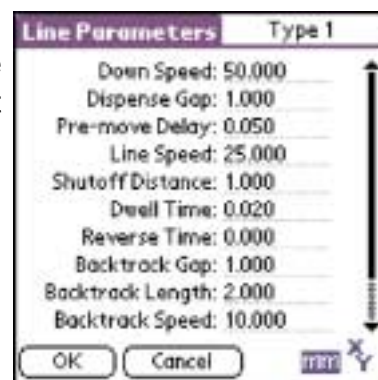 Line Parameters Type 1
Down Speed: 50.000
Dispense Gap: 1.000
Pre-move Delay: 0.050
Line Speed: 25.000
Shutoff Distance: 1.000
Dwell Time: 0.020
Reverse Time: 0.000
Backtrack Gap: 1.000
Backtrack Length: 2.000
Backtrack Speed: 10.000
OK Cancel mm XY